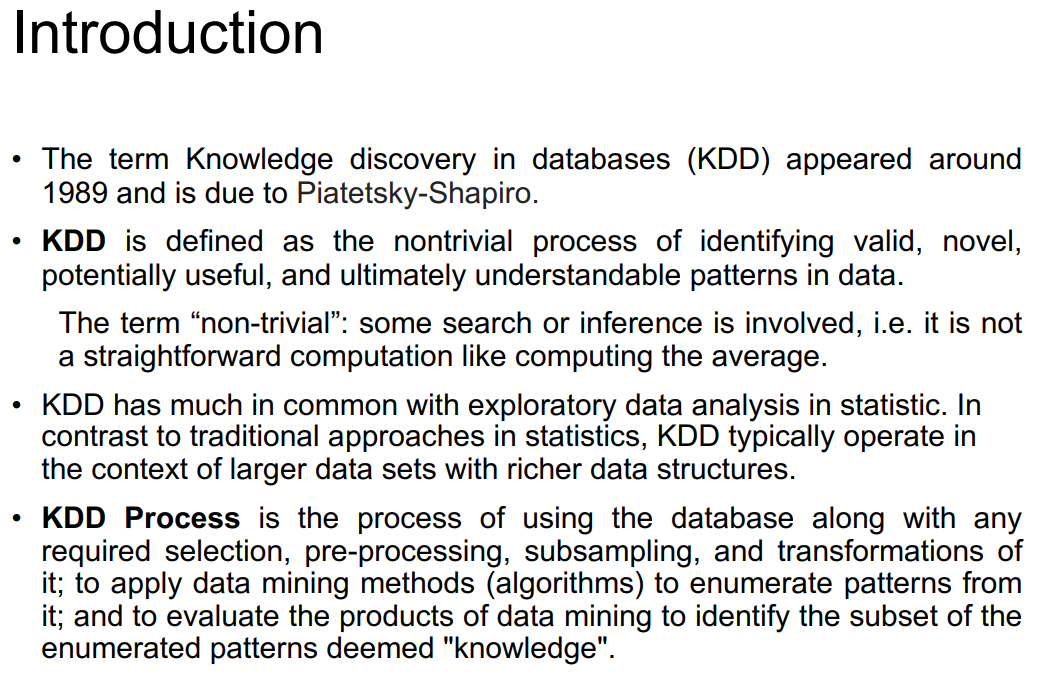 Introduction
• The term Knowledge discovery in databases (KDD) appeared around
1989 and is due to Piatetsky-Shapiro.
• KDD is defined as the nontrivial process of identifying valid, novel,
potentially useful, and ultimately understandable patterns in data.
The term “non-trivial”: some search or inference is involved, i.e. it is not
a straightforward computation like computing the average.
• KDD has much in common with exploratory data analysis in statistic. In
contrast to traditional approaches in statistics, KDD typically operate in
the context of larger data sets with richer data structures.
• KDD Process is the process of using the database along with any
required selection, pre-processing, subsampling, and transformations of
it; to apply data mining methods (algorithms) to enumerate patterns from
it; and to evaluate the products of data mining to identify the subset of the
enumerated patterns deemed "knowledge".